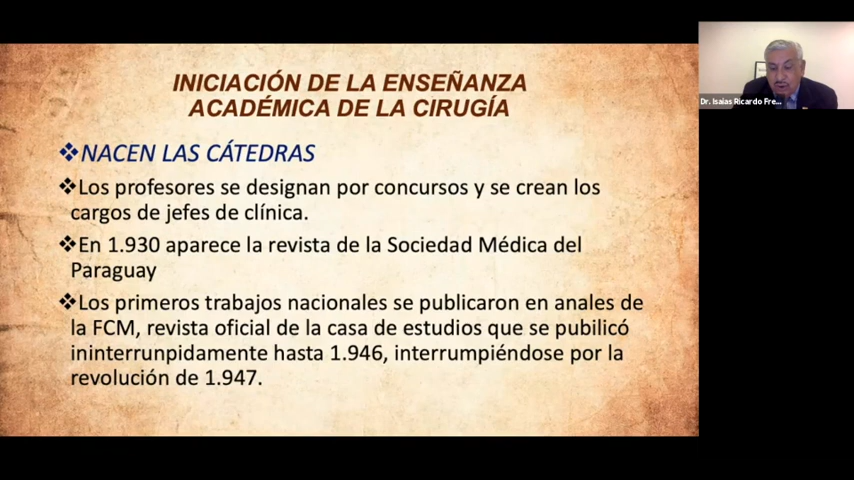 INICIACIÓN DE LA ENSEÑANZA
ACADÉMICA DE LA CIRUGÍA
❖NACEN LAS CÁTEDRAS
❖Los profesores se designan por concursos y se crean los
cargos de jefes de clínica.
❖En 1.930 aparece la revista de la Sociedad Médica del
Paraguay
❖Los primeros trabajos nacionales se publicaron en anales de
la FCM, revista oficial de la casa de estudios que se pubilicó
ininterrunpidamente hasta 1.946, interrumpiéndose por la
revolución de 1.947.
Dr. Isaias Ricardo Fre...